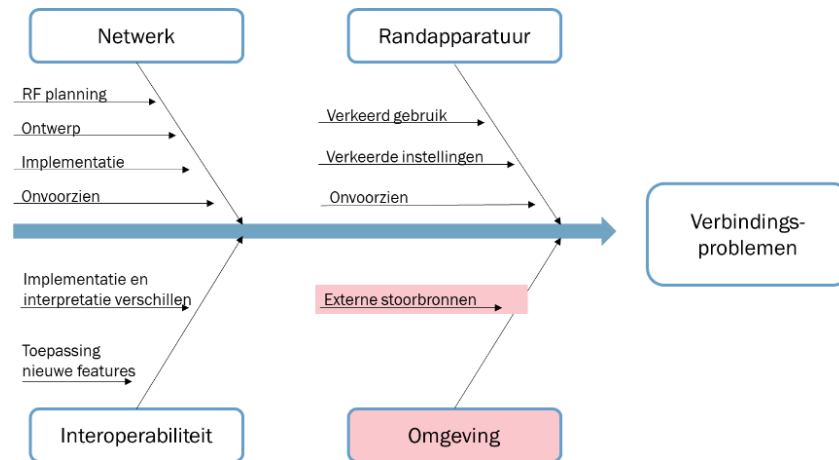 Netwerk
Randapparatuur
RF planning
Ontwerp
Implementatie
Onvoorzien
Verkeerd gebruik
Verkeerde instellingen
Onvoorzien
Verbindings-
problemen
Implementatie en
interpretatie verschillen
Toepassing
nieuwe features
Externe stoorbronnen
Interoperabiliteit
Omgeving